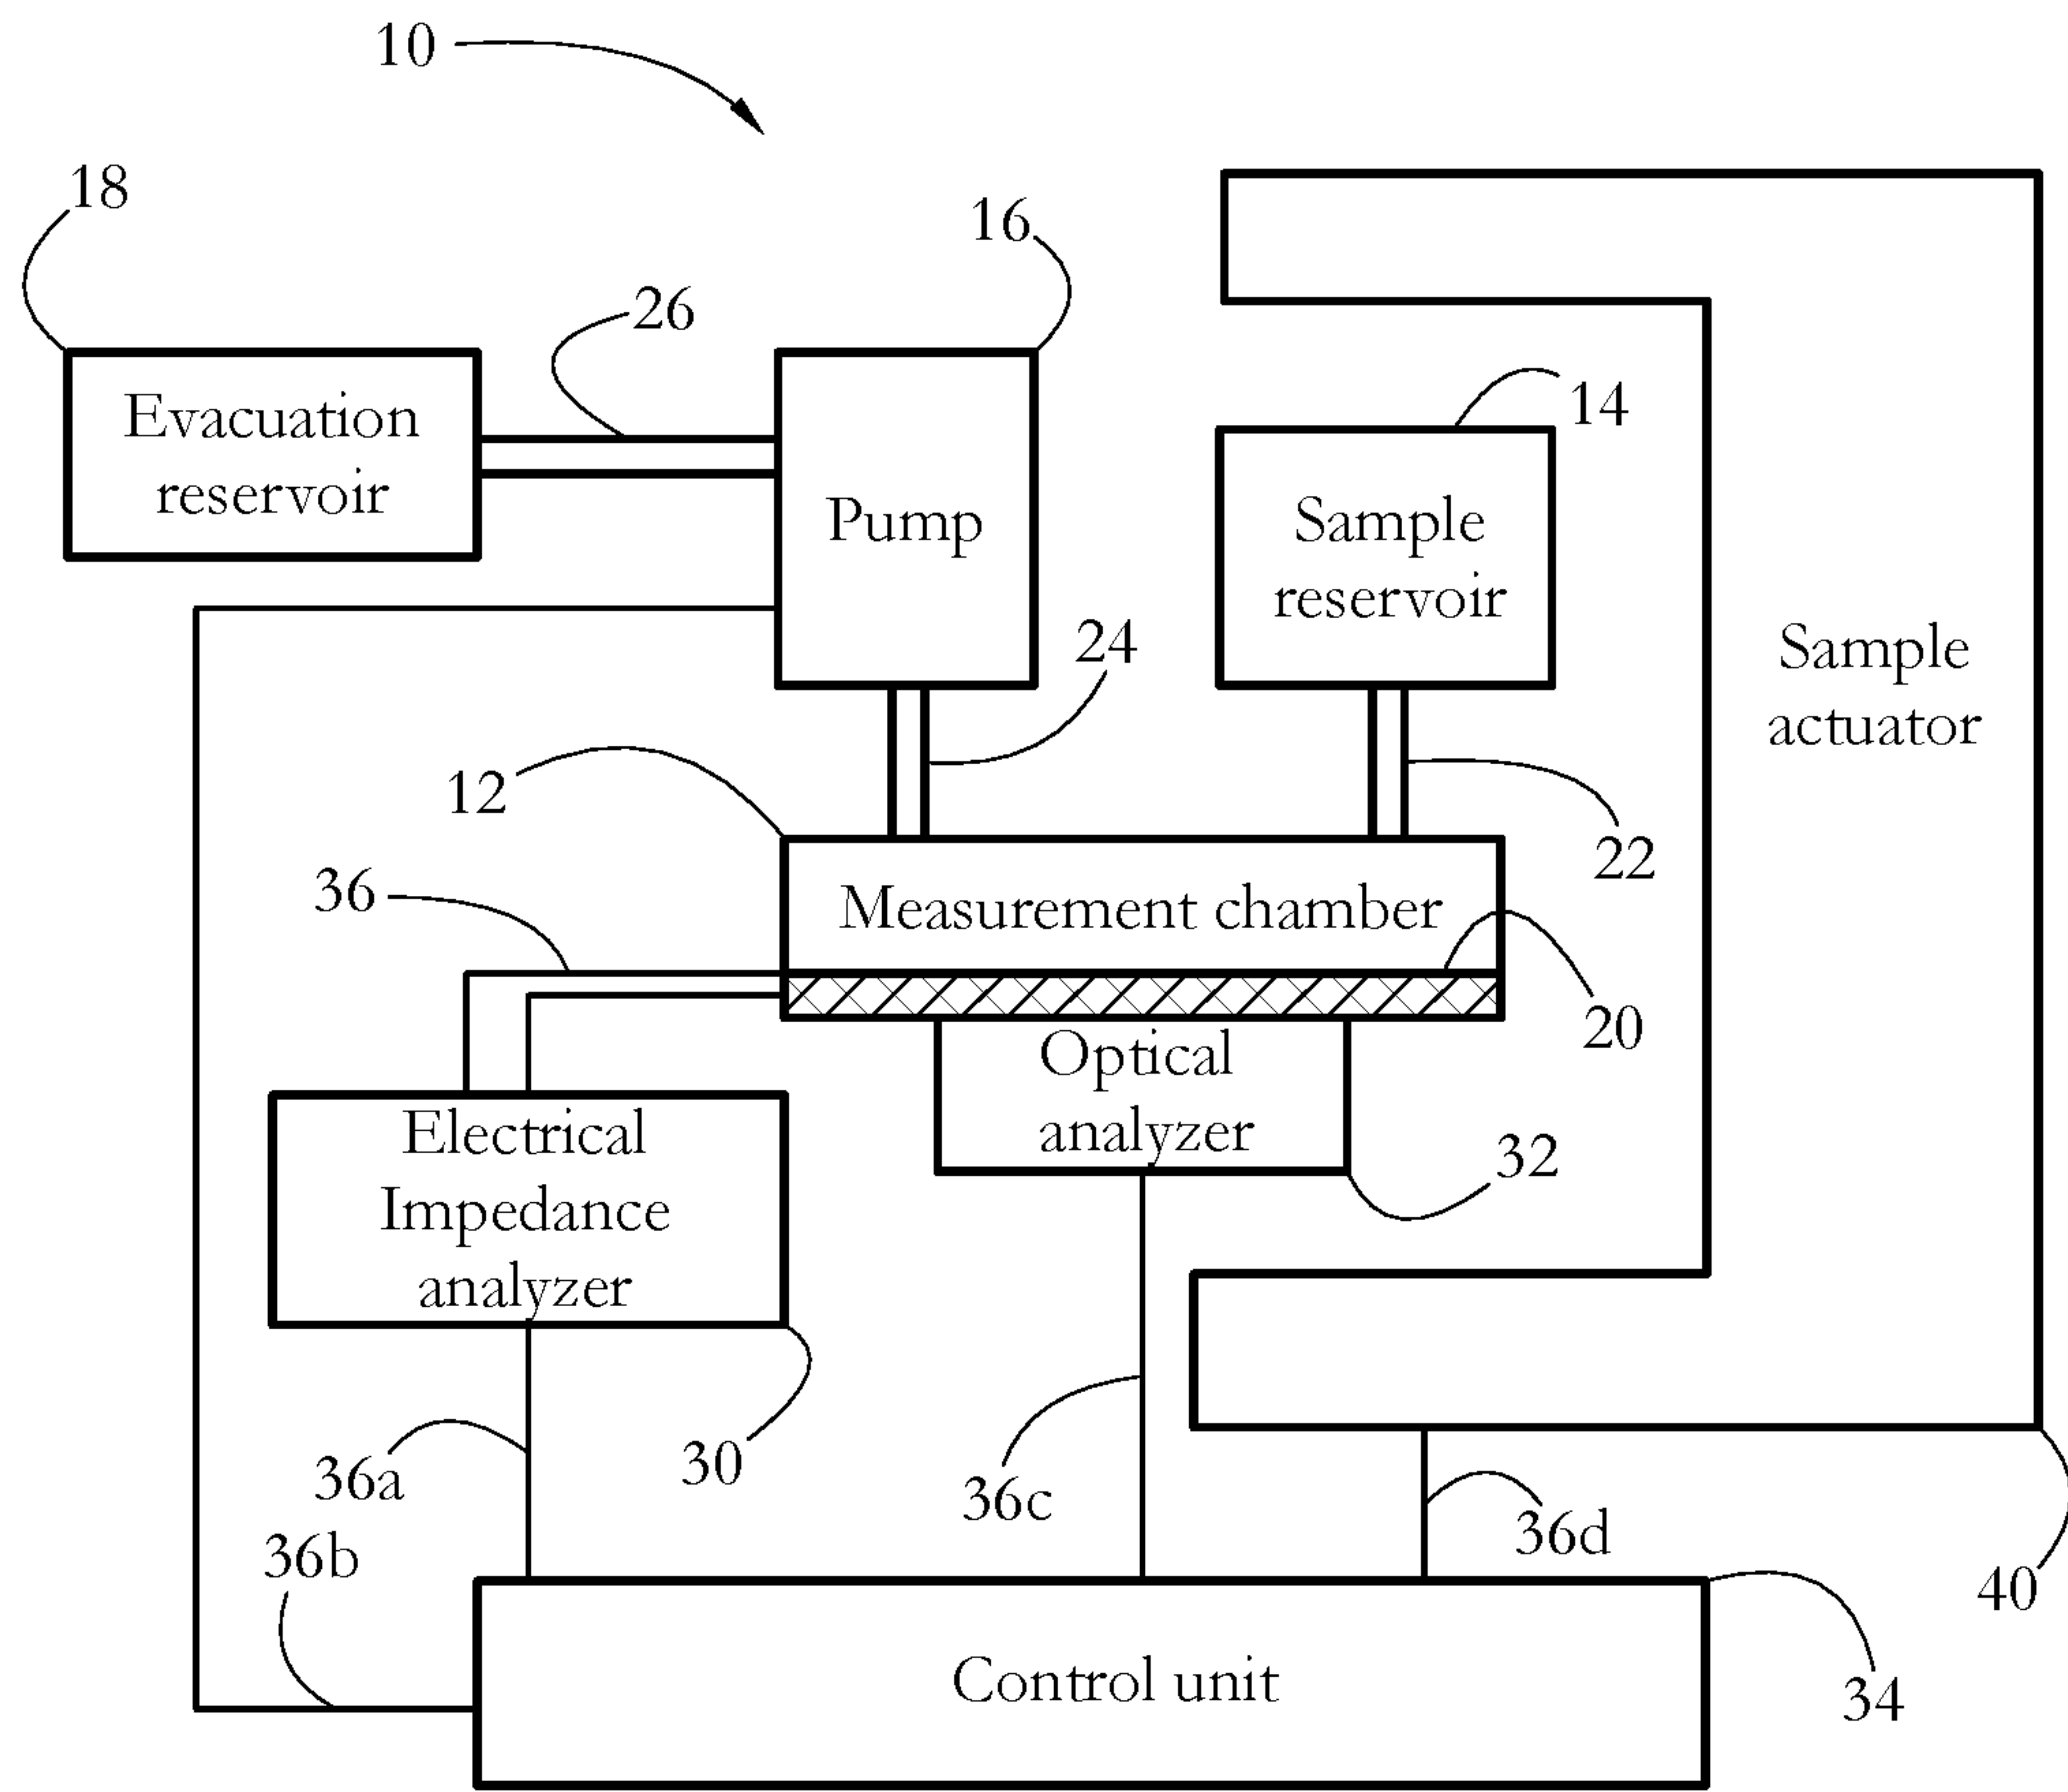 10
18
16
26
14
Evacuation
reservoir
Pump
Sample
reservoir
24
Sample
actuator
12
22
36
Measurement chamber
20
Optical
analyzer
Electrical
Impedance
analyzer
32
30
36a
36c
36d
36b
40
Control unit
34